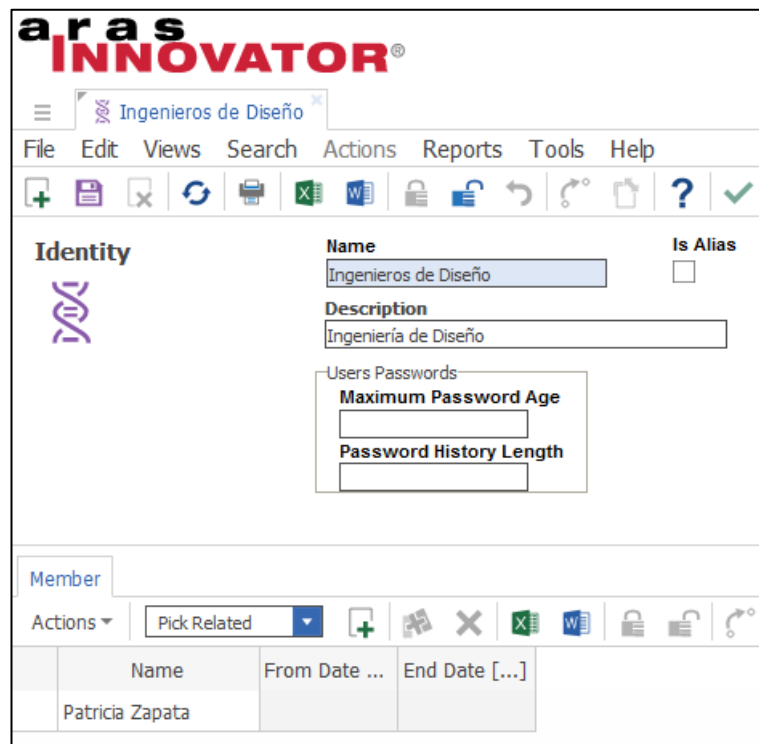 aras
INNOVATOR®
Ingenieros de Diseño
File Edit Views Search Actions Reports Tools Help
Identity
Name
Is Alias
Ingenieros de Diseño
Description
Ingeniería de Diseño
Users Passwords
Maximum Password Age
Password History Length
Member
Actions Pick Related
Name From Date ... End Date [...]
Patricia Zapata